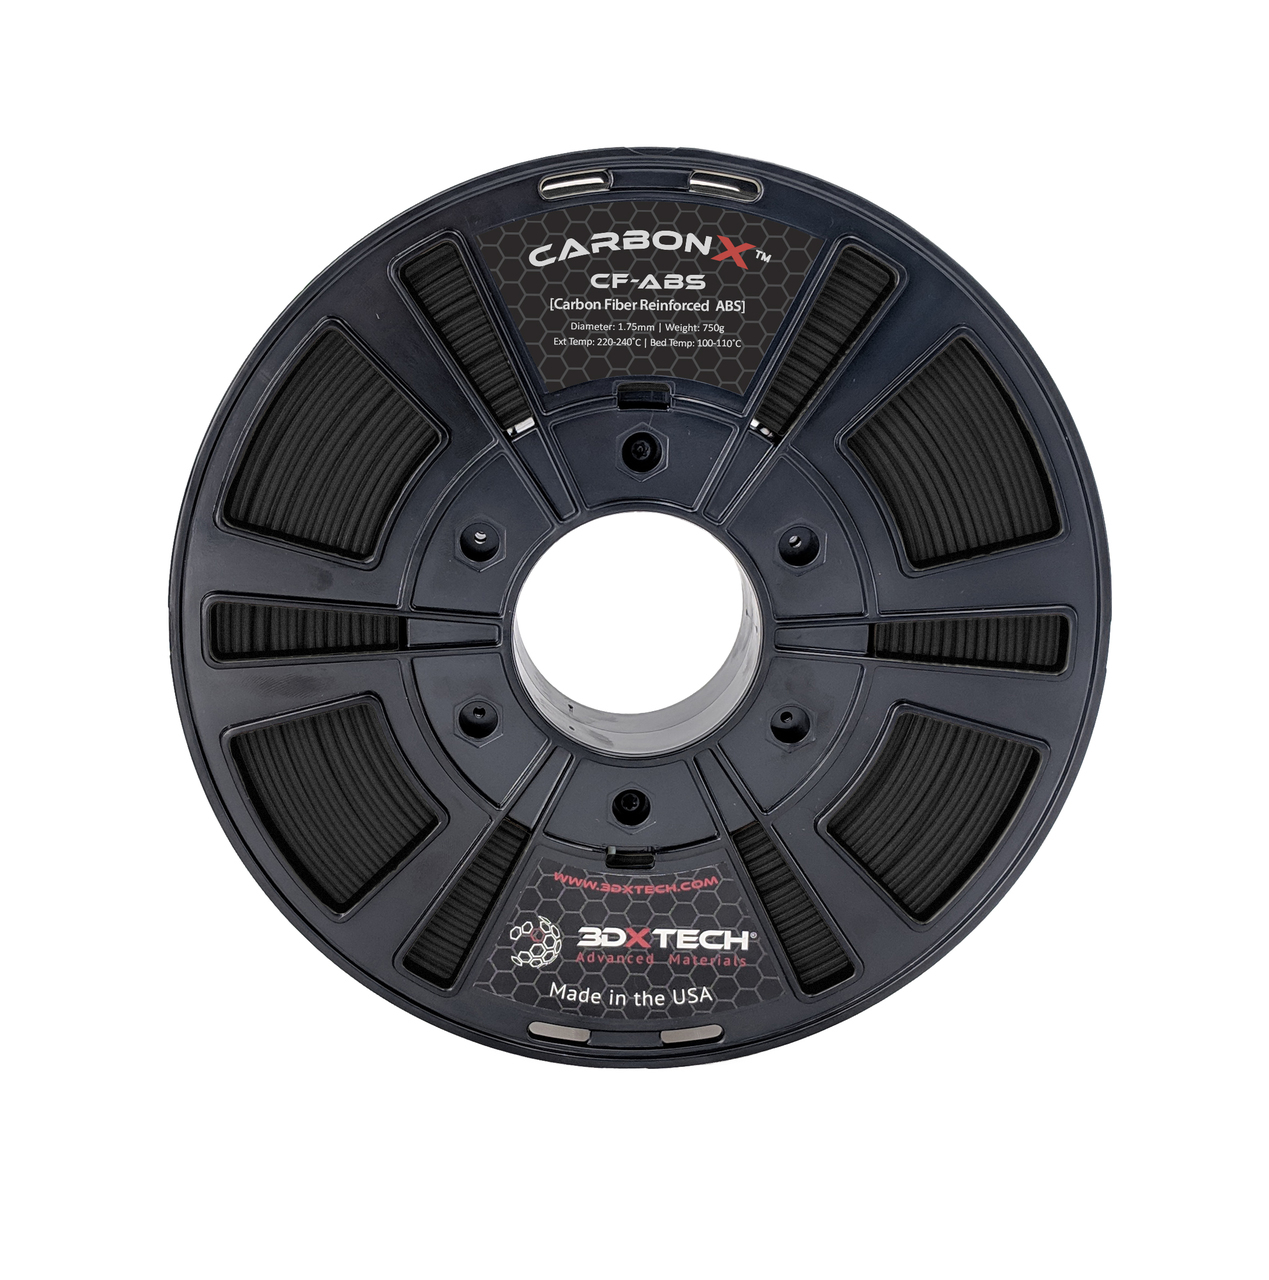 CARBONX™
CF-ABS
[Carbon Fiber Reinforced ABS]
Diameter: 1.75mm | Weight: 750g
Ext Temp: 220-240°C | Bed Temp: 100-110°C
WWW.3DXTECH.COM
3DXTECH®
Advanced Materials
Made in the USA